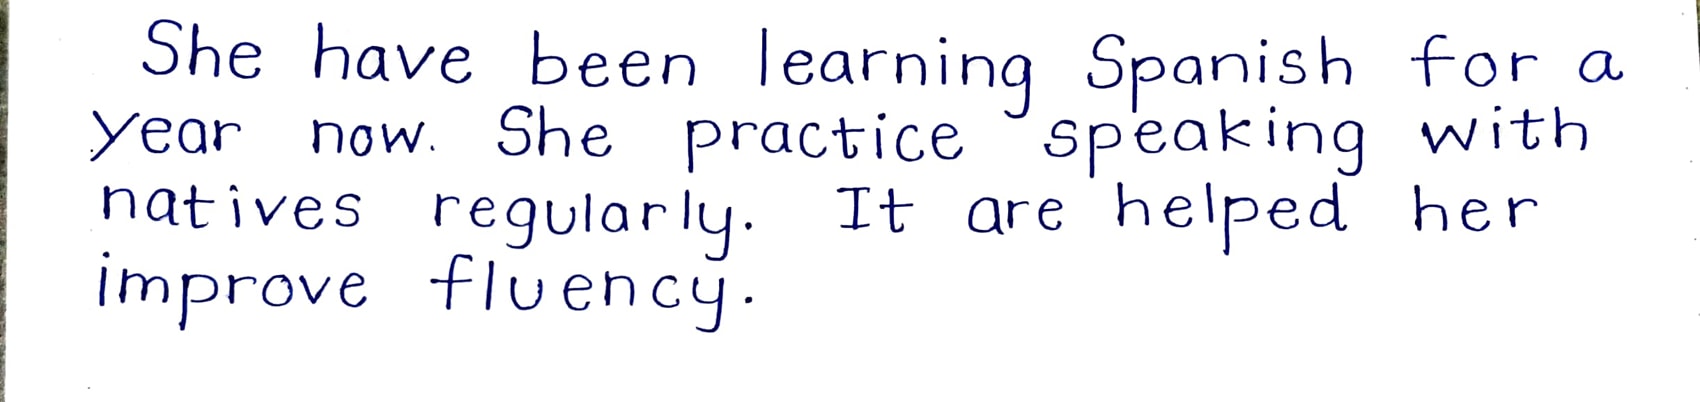 She have been learning Spanish for a
year now. She practice speaking with
natives regularly. It are helped her
improve fluency.